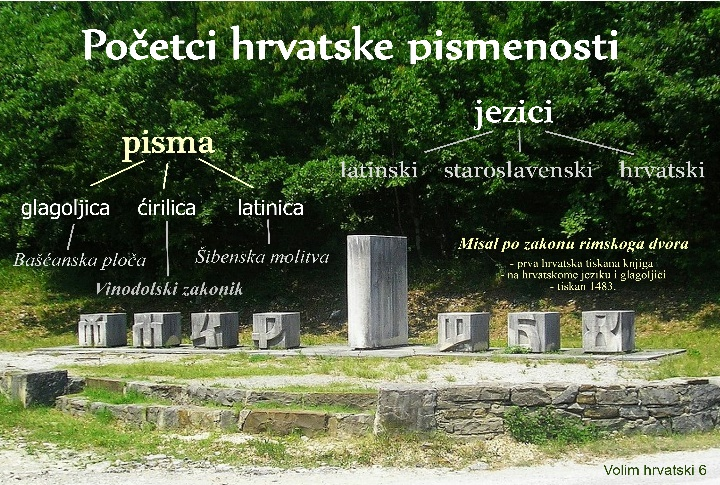 Početci hrvatske pismenosti
jezici
latinski staroslavenski hrvatski
pisma
glagoljica ćirilica latinica
Bašćanska ploča
Šibenska molitva
Vinodolski zakonik
Misal po zakonu rimskoga dvora
- prva hrvatska tiskana knjiga
- na hrvatskome jeziku i glagoljici
- tiskan 1483.
Volim hrvatski 6